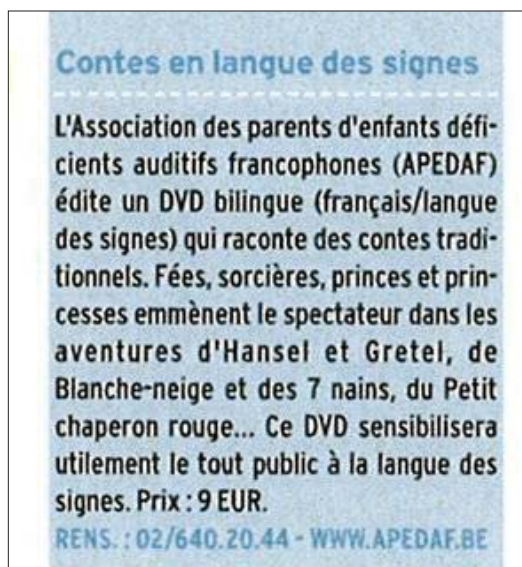 Contes en langue des signes
L'Association des parents d'enfants défi-
cients auditifs francophones (APEDAF)
édite un DVD bilingue (français/langue
des signes) qui raconte des contes tradi-
tionnels. Fées, sorcières, princes et prin-
cesses emmènent le spectateur dans les
aventures d'Hansel et Gretel, de
Blanche-neige et des 7 nains, du Petit
chaperon rouge... Ce DVD sensibilisera
utilement le tout public à la langue des
signes. Prix : 9 EUR.
RENS. : 02/640.20.44 - WWW.APEDAF.BE